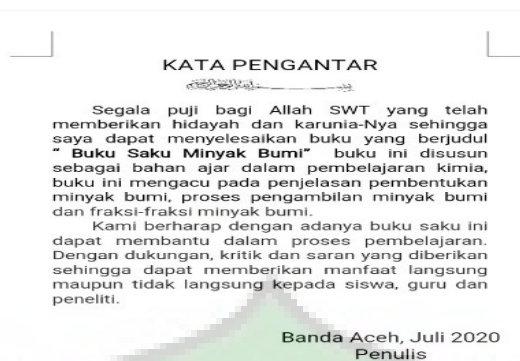 KATA PENGANTAR
Segala puji bagi Allah SWT yang telah
memberikan hidayah dan karunia-Nya sehingga
saya dapat menyelesaikan buku yang berjudul
“ Buku Saku Minyak Bumi” buku ini disusun
sebagai bahan ajar dalam pembelajaran kimia,
buku ini mengacu pada penjelasan pembentukan
minyak bumi, proses pengambilan minyak bumi
dan fraksi-fraksi minyak bumi.
Kami berharap dengan adanya buku saku ini
dapat membantu dalam proses pembelajaran.
Dengan dukungan, kritik dan saran yang diberikan
sehingga dapat memberikan manfaat langsung
maupun tidak langsung kepada siswa, guru dan
peneliti.
Banda Aceh, Juli 2020
Penulis